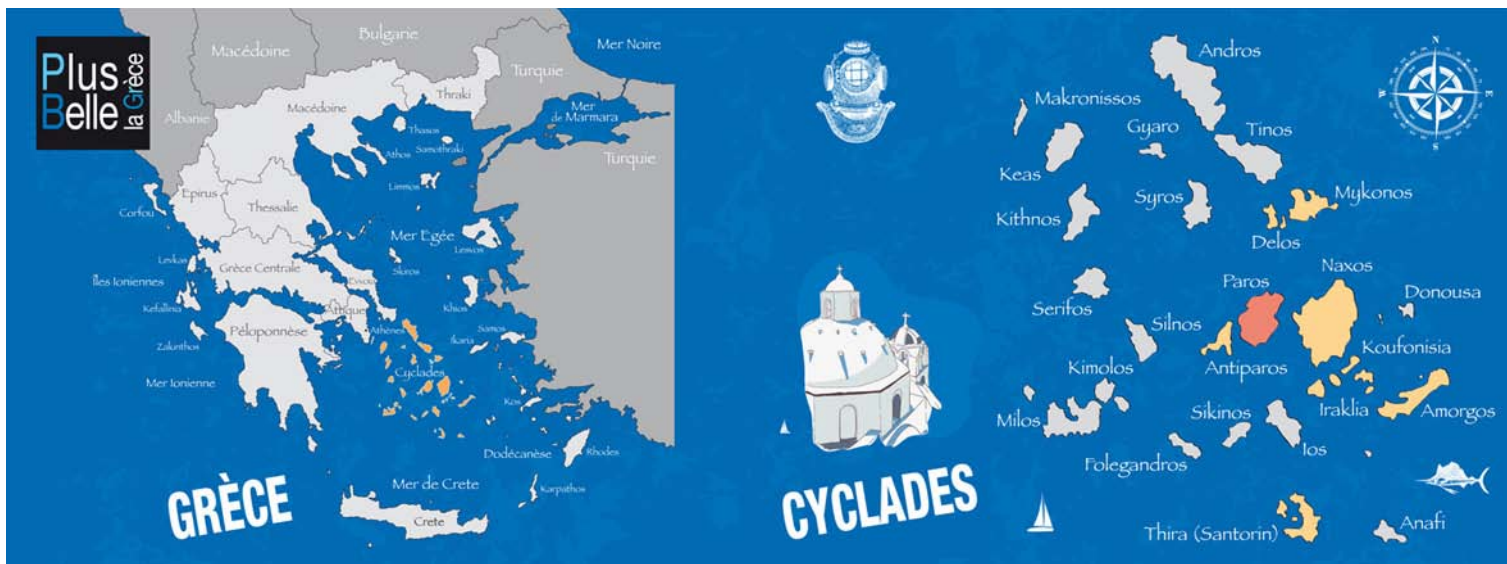 Plus
Belle
la Grèce
Macédoine
Bulgarie
Mer Noire
Turquie
Albanie
Macédoine
Thraki
Mer
de Marmara
Thasos
Samothraki
Athos
Turquie
Limnos
Epirus
Corfou
Thessalie
Mer Egée
Lesvos
Levkas
Grèce Centrale
Skiros
Îles Ioniennes
Evvoia
Kefallinia
Khios
Attique
Péloponnèse
Athènes
Samos
Ikaria
Zakinthos
Cyclades
Mer Ionienne
Kos
Dodécanèse
Rhodes
Mer de Crete
Karpathos
Crete
GRÈCE
CYCLADES
Andros
N
W
E
S
Makronissos
Gyaro
Tinos
Keas
Syros
Mykonos
Kithnos
Delos
Naxos
Paros
Donousa
Serifos
Silnos
Koufonisia
Antiparos
Kimolos
Iraklia
Amorgos
Milos
Sikinos
Ios
Folegandros
Thira (Santorin)
Anafi